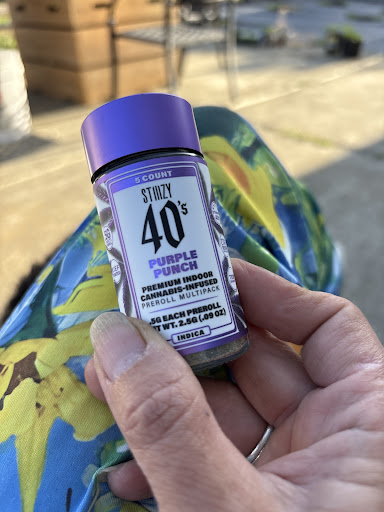 5 COUNT
STIIIZY
40's
PURPLE
PUNCH
PREMIUM INDOOR
CANNABIS-INFUSED
PREROLL MULTIPACK
.5G EACH PREROLL
WT. 2.5G (.09 OZ)
INDICA